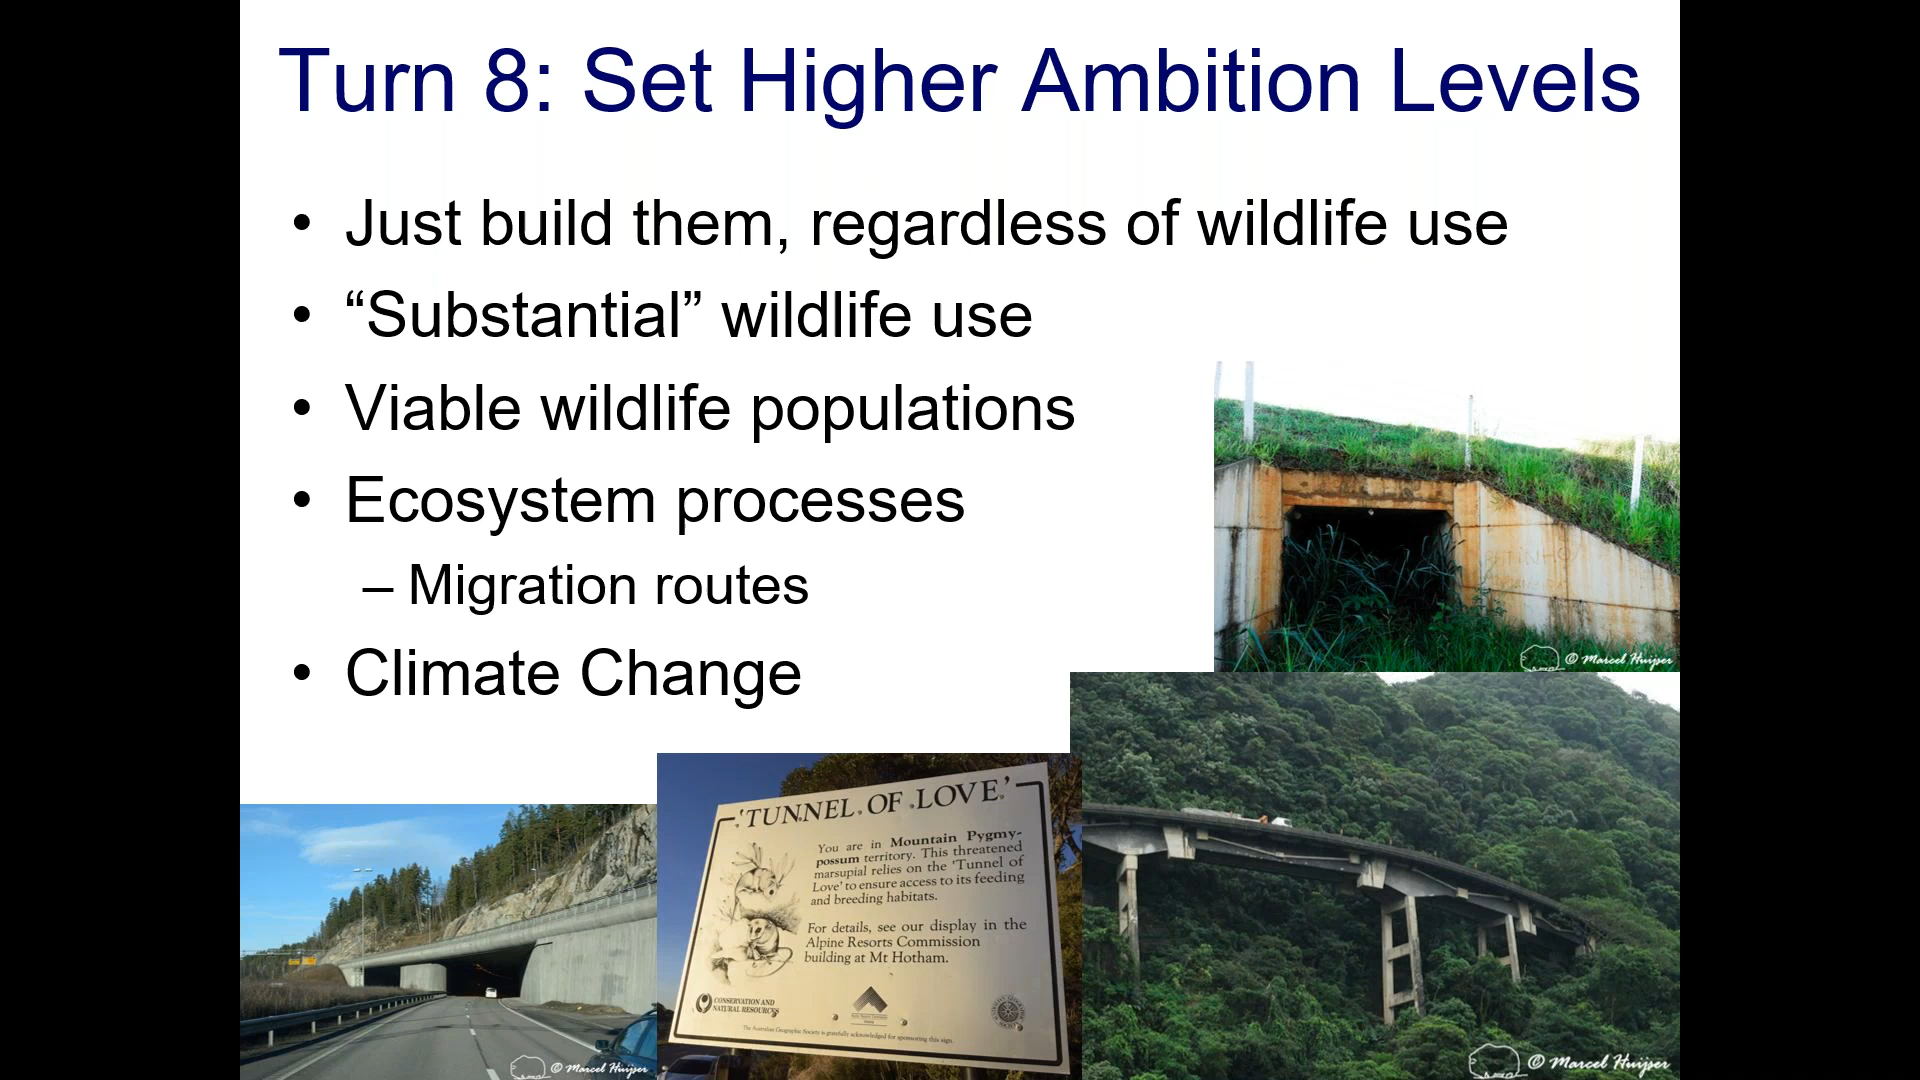 Turn 8: Set Higher Ambition Levels
• Just build them, regardless of wildlife use
• “Substantial” wildlife use
• Viable wildlife populations
• Ecosystem processes
– Migration routes
• Climate Change
© Marcel Huijser
'TUNNEL OF LOVE'
You are in Mountain Pygmy-
possum territory. This threatened
marsupial relies on the 'Tunnel of
Love' to ensure access to its feeding
and breeding habitats.
For details, see our display in the
Alpine Resorts Commission
building at Mt Hotham.
CONSERVATION AND
NATURAL RESOURCES
The Australian Geographic Society is gratefully acknowledged for sponsoring this sign.
© Marcel Huijser
© Marcel Huijser